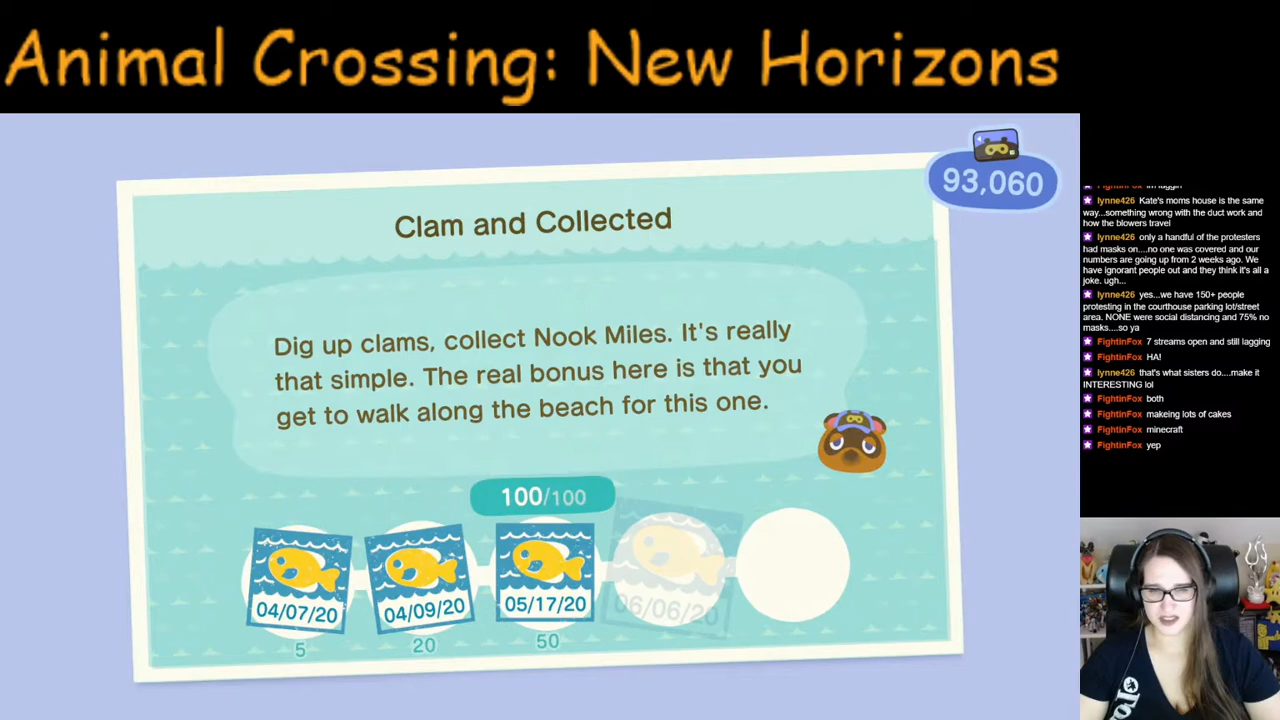 Animal Crossing: New Horizons
93,060
Clam and Collected
Dig up clams, collect Nook Miles. It's really
that simple. The real bonus here is that you
get to walk along the beach for this one.
100/100
04/07/20
04/09/20
05/17/20
06/06/20
5
20
50
lynne426 Kate's moms house is the same
way...something wrong with the duct work and
how the blowers travel
lynne426 only a handful of the protesters
had masks on....no one was covered and our
numbers are going up from 2 weeks ago. We
have ignorant people out and they think it's all a
joke. ugh...
lynne426 yes...we have 150+ people
protesting in the courthouse parking lot/street
area. NONE were social distancing and 75% no
masks....so ya
FightinFox 7 streams open and still lagging
FightinFox HA!
lynne426 that's what sisters do....make it
INTERESTING lol
FightinFox both
FightinFox makeing lots of cakes
FightinFox minecraft
FightinFox yep